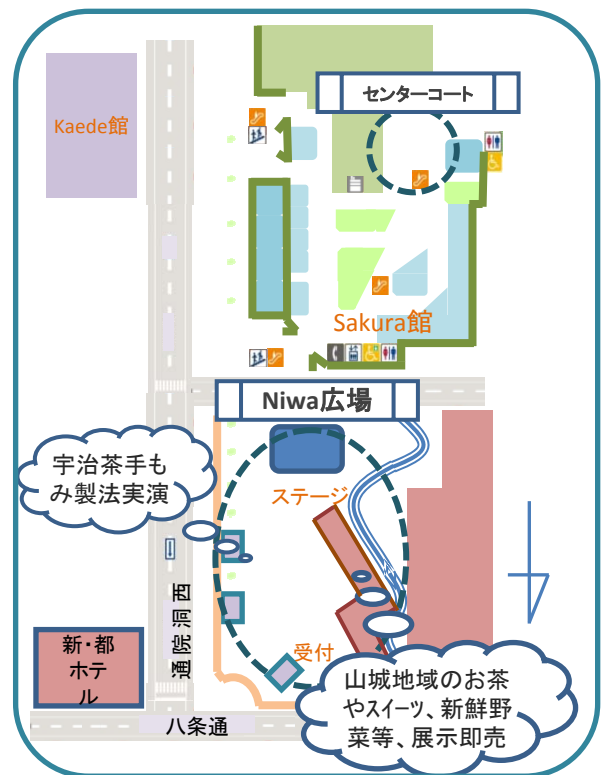 センターコート
Kaede館
Sakura館
Niwa広場
宇治茶手も
み製法実演
ステージ
西洞院通
新・都
ホテ
ル
受付
山城地域のお茶
やスイーツ、新鮮野
菜等、展示即売
八条通